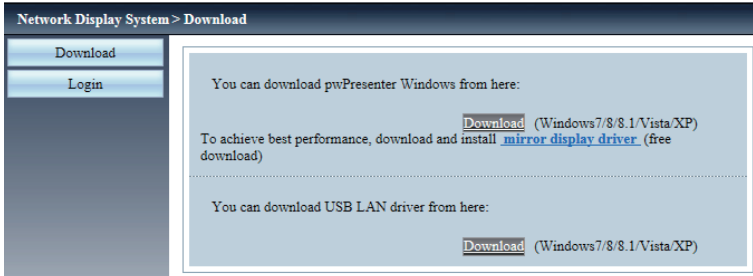 Network Display System > Download
Download
Login
You can download pwPresenter Windows from here:
Download (Windows7/8/8.1/Vista/XP)
To achieve best performance, download and install mirror display driver (free
download)
You can download USB LAN driver from here:
Download (Windows7/8/8.1/Vista/XP)